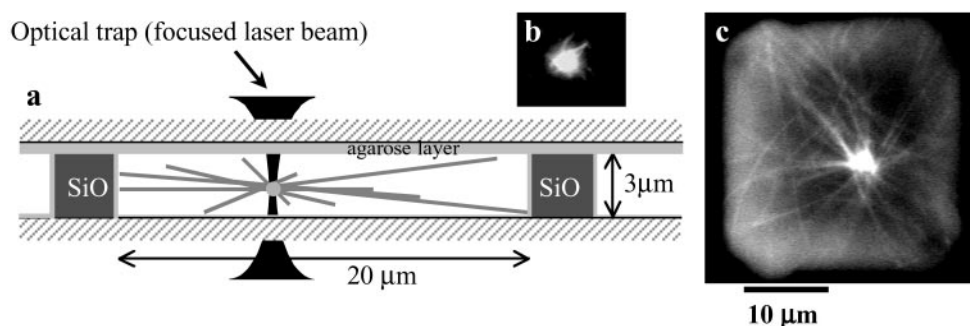 Optical trap (focused laser beam)
a
b
c
agarose layer
SiO
SiO
3µm
20 µm
10 µm